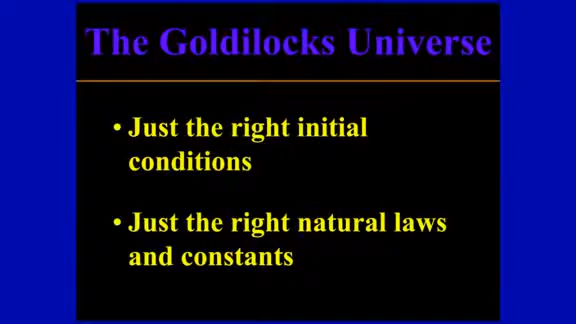 The Goldilocks Universe
• Just the right initial
conditions
• Just the right natural laws
and constants